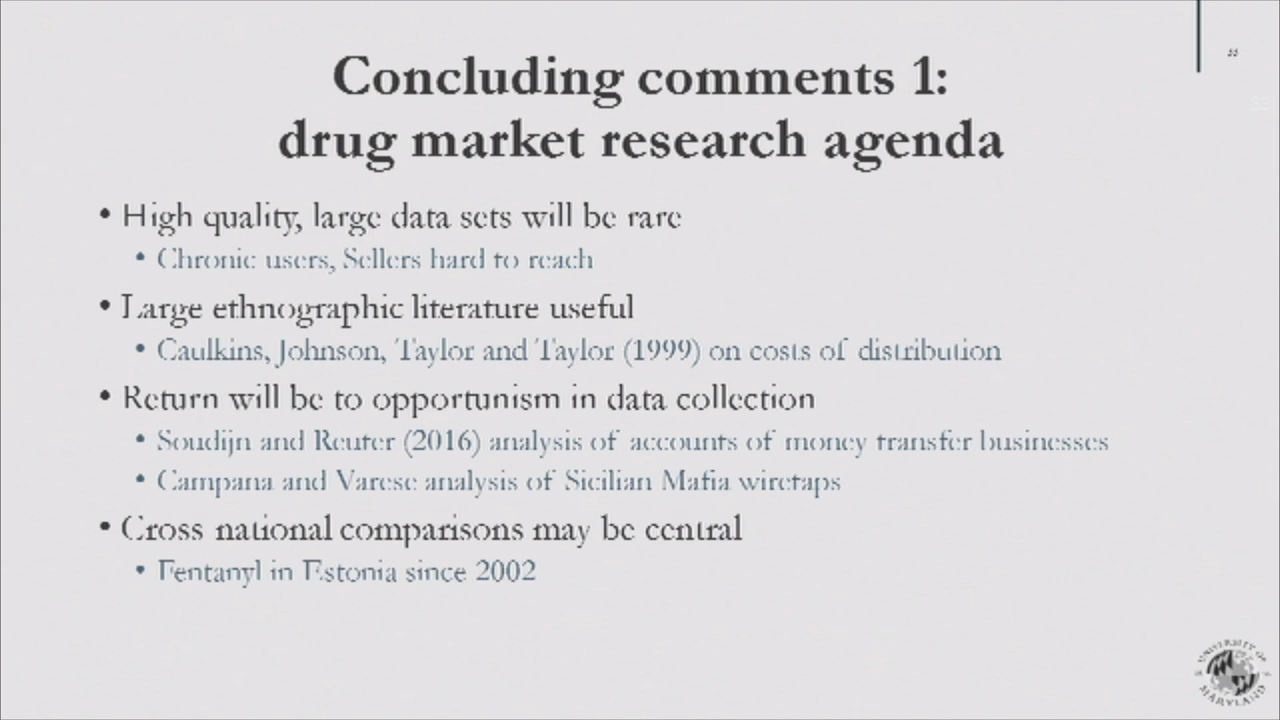 Concluding comments 1:
drug market research agenda
• High quality, large data sets will be rare
• Chronic users, Sellers hard to reach
• Large ethnographic literature useful
• Caulkins, Johnson, Taylor and Taylor (1999) on costs of distribution
• Return will be to opportunism in data collection
• Soudijn and Reuter (2016) analysis of accounts of money transfer businesses
• Campana and Varese analysis of Sicilian Mafia wiretaps
• Cross national comparisons may be central
• Fentanyl in Estonia since 2002
UNIVERSITY OF
MARYLAND